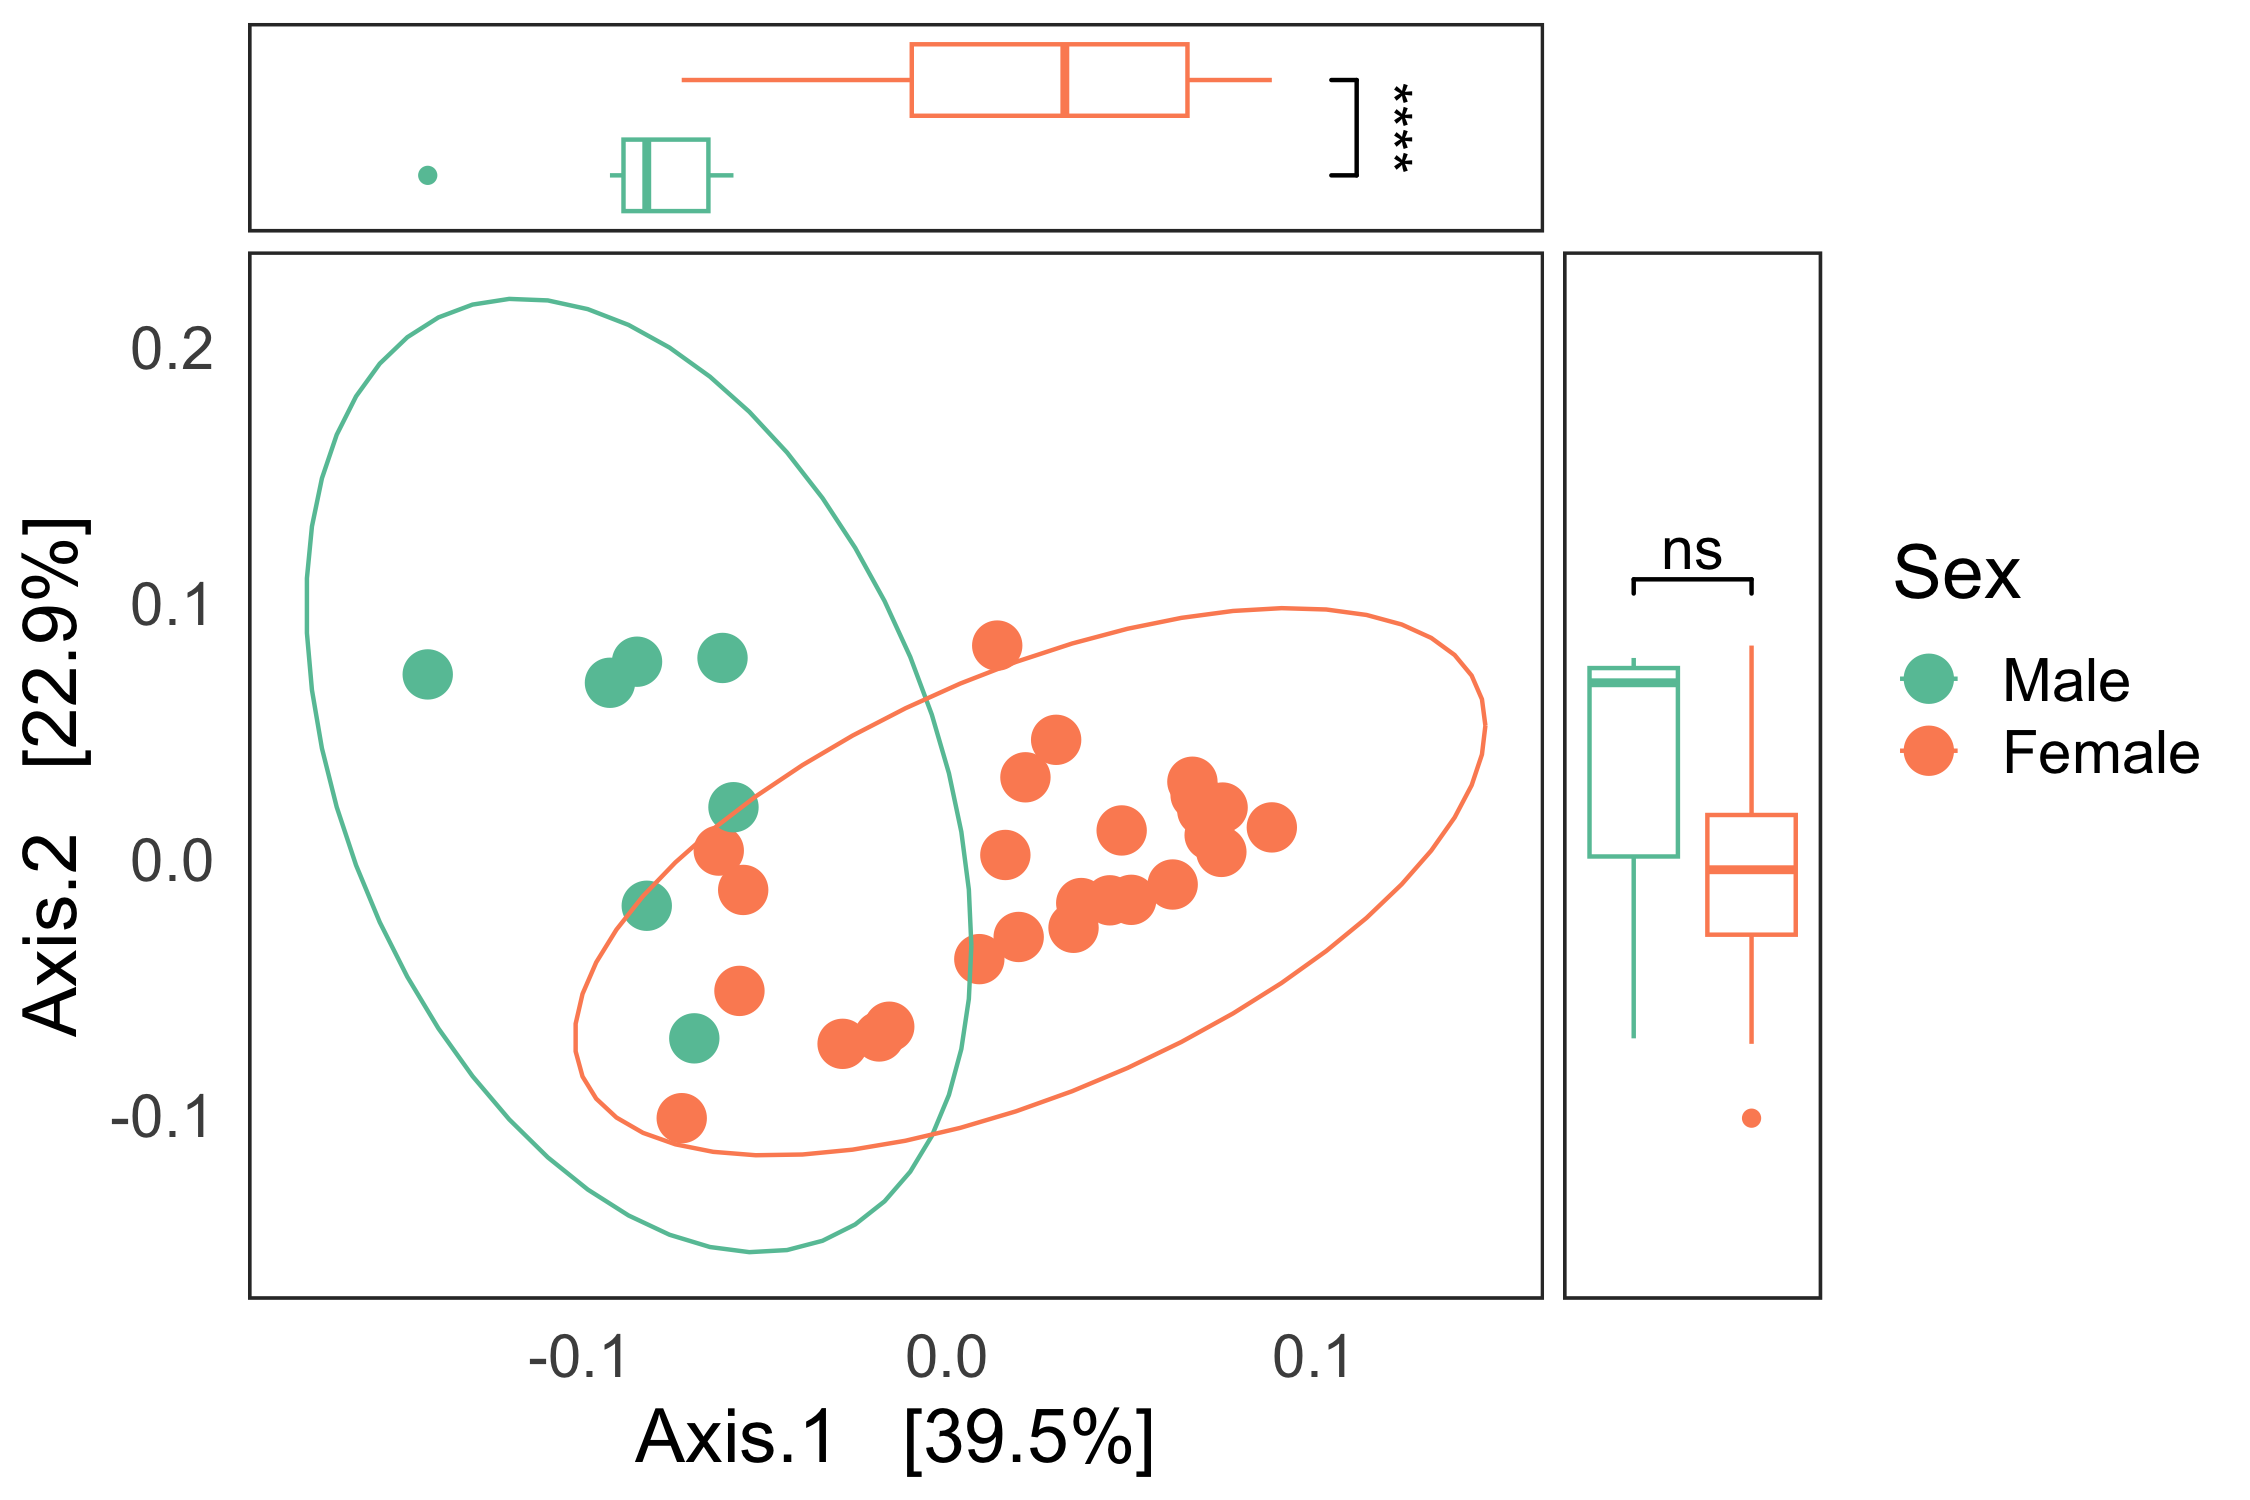 ****
0.2
0.1
0.0
-0.1
Axis.2 [22.9%]
ns
Sex
Male
Female
-0.1 0.0 0.1
Axis.1 [39.5%]